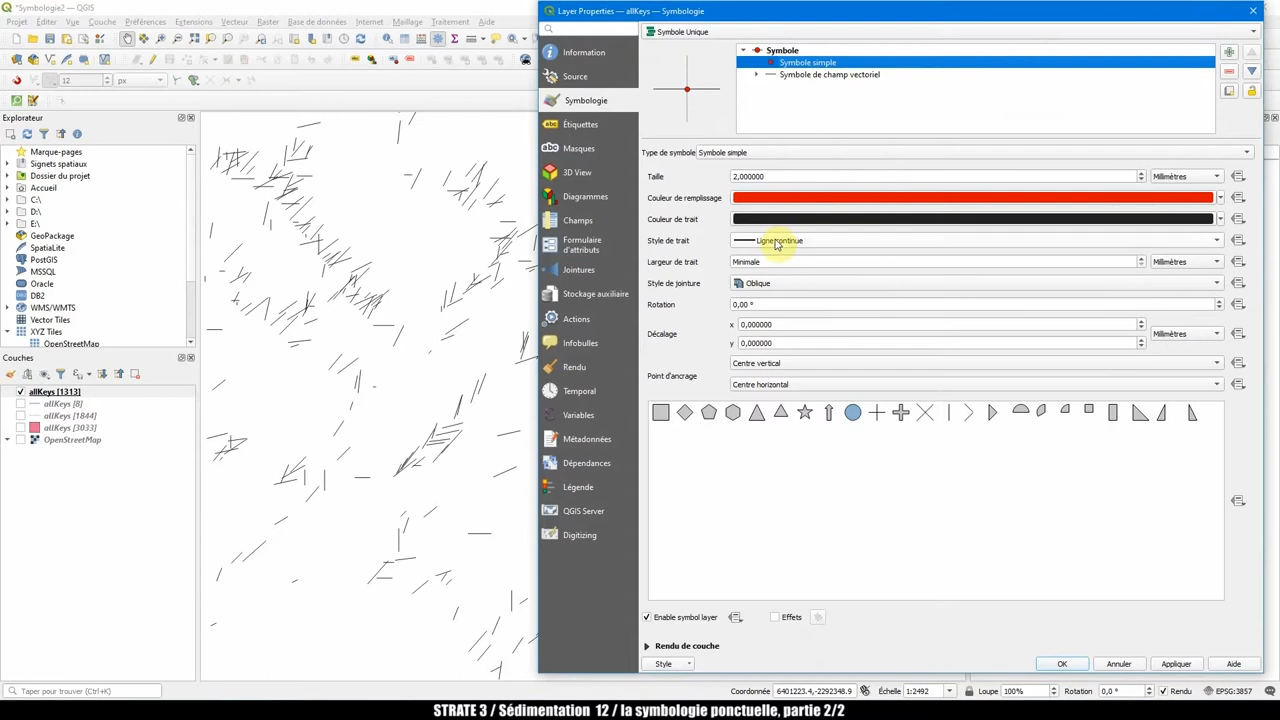 *Symbologie2 — QGIS
Projet Éditer Vue Couche Préférences Extensions Vecteur Raster Base de données Internet Maillage Traitement Aide
12 px
Explorateur
Marque-pages
Signets spatiaux
Dossier du projet
Accueil
C:\
D:\
E:\
GeoPackage
SpatiaLite
PostGIS
MSSQL
Oracle
DB2
WMS/WMTS
Vector Tiles
XYZ Tiles
OpenStreetMap
Couches
allKeys [1313]
allKeys [8]
allKeys [1844]
allKeys [3033]
OpenStreetMap
Layer Properties — allKeys — Symbologie
Information
Source
Symbologie
Étiquettes
Masques
3D View
Diagrammes
Champs
Formulaire
d'attributs
Jointures
Stockage auxiliaire
Actions
Infobulles
Rendu
Temporal
Variables
Métadonnées
Dépendances
Légende
QGIS Server
Digitizing
Symbole Unique
Symbole
Symbole simple
Symbole de champ vectoriel
Type de symbole Symbole simple
Taille 2,000000 Millimètres
Couleur de remplissage
Couleur de trait
Style de trait Ligne continue
Largeur de trait Minimale Millimètres
Style de jointure Oblique
Rotation 0,00 °
Décalage x 0,000000 Millimètres
y 0,000000
Point d'ancrage Centre vertical
Centre horizontal
Enable symbol layer Effets
Rendu de couche
Style OK Annuler Appliquer Aide
Taper pour trouver (Ctrl+K) Coordonnée 6401223.4,-2292348.9 Échelle 1:2492 Loupe 100% Rotation 0,0 ° Rendu EPSG:3857
STRATE 3 / Sédimentation 12 / la symbologie ponctuelle, partie 2/2